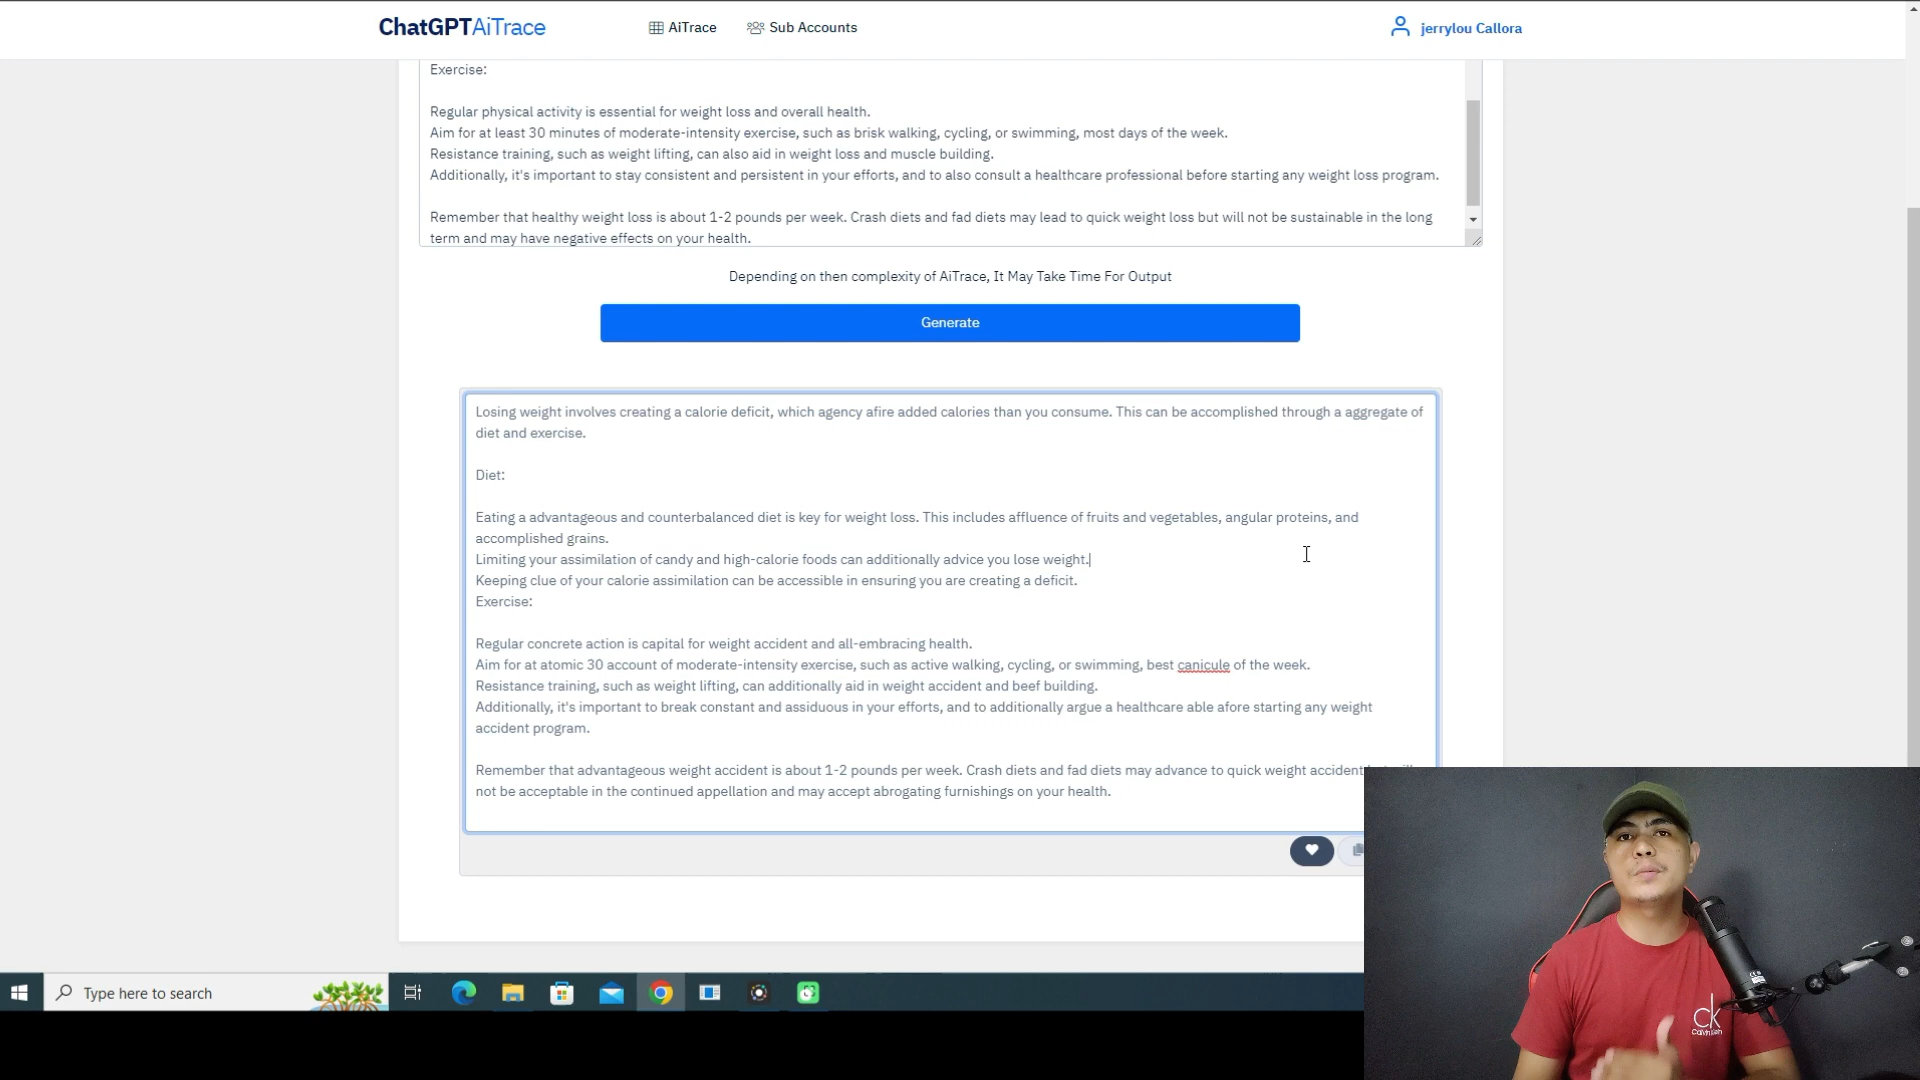 ChatGPTAiTrace
AiTrace
Sub Accounts
jerrylou Callora
Exercise:
Regular physical activity is essential for weight loss and overall health.
Aim for at least 30 minutes of moderate-intensity exercise, such as brisk walking, cycling, or swimming, most days of the week.
Resistance training, such as weight lifting, can also aid in weight loss and muscle building.
Additionally, it's important to stay consistent and persistent in your efforts, and to also consult a healthcare professional before starting any weight loss program.
Remember that healthy weight loss is about 1-2 pounds per week. Crash diets and fad diets may lead to quick weight loss but will not be sustainable in the long
term and may have negative effects on your health.
Depending on then complexity of AiTrace, It May Take Time For Output
Generate
Losing weight involves creating a calorie deficit, which agency afire added calories than you consume. This can be accomplished through a aggregate of
diet and exercise.
Diet:
Eating a advantageous and counterbalanced diet is key for weight loss. This includes affluence of fruits and vegetables, angular proteins, and
accomplished grains.
Limiting your assimilation of candy and high-calorie foods can additionally advice you lose weight.
Keeping clue of your calorie assimilation can be accessible in ensuring you are creating a deficit.
Exercise:
Regular concrete action is capital for weight accident and all-embracing health.
Aim for at atomic 30 account of moderate-intensity exercise, such as active walking, cycling, or swimming, best canicule of the week.
Resistance training, such as weight lifting, can additionally aid in weight accident and beef building.
Additionally, it's important to break constant and assiduous in your efforts, and to additionally argue a healthcare able afore starting any weight
accident program.
Remember that advantageous weight accident is about 1-2 pounds per week. Crash diets and fad diets may advance to quick weight accident
not be acceptable in the continued appellation and may accept abrogating furnishings on your health.
Type here to search
ck
Calvin Klein